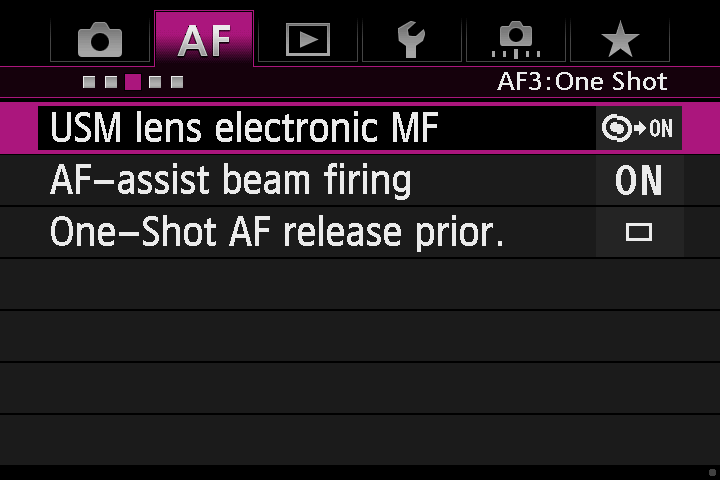 AF
AF3:One Shot
USM lens electronic MF
ON
AF-assist beam firing
ON
One-Shot AF release prior.